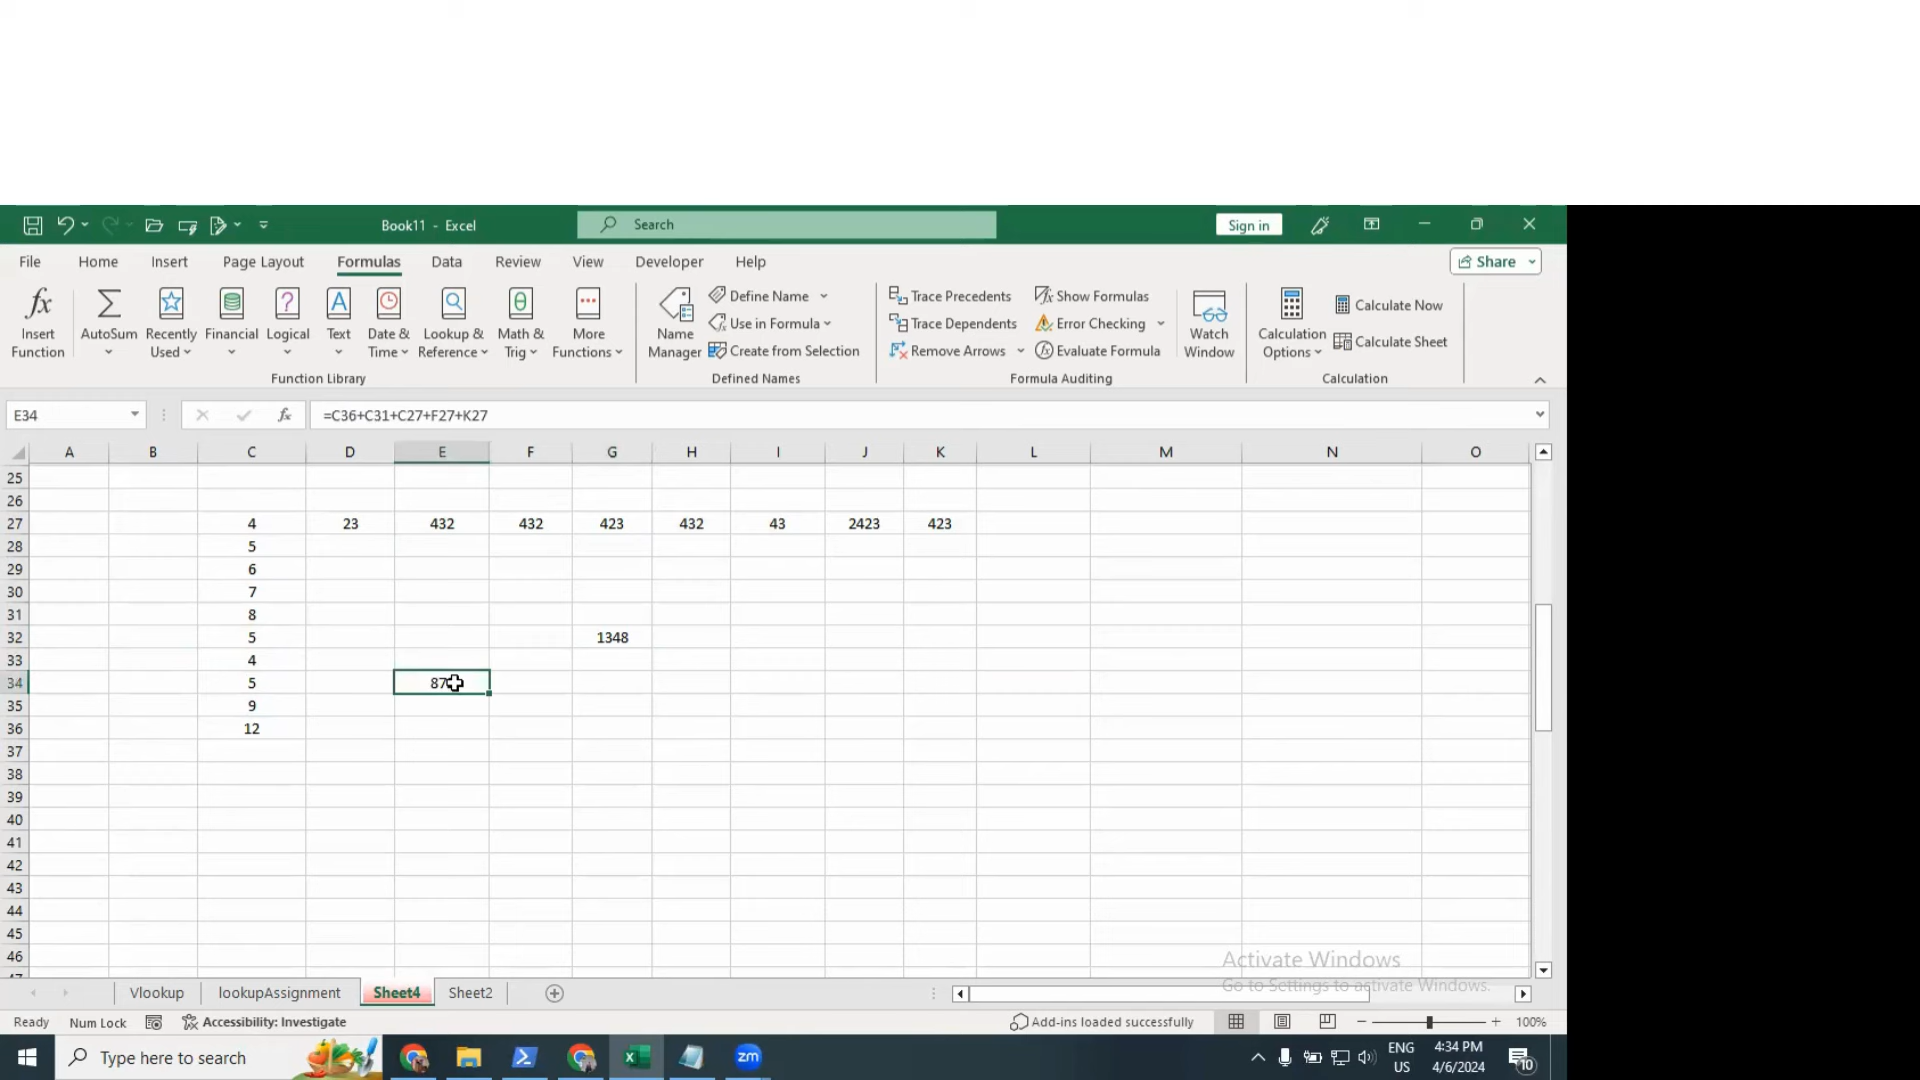 Book11 - Excel
Search
Sign in
File Home Insert Page Layout Formulas Data Review View Developer Help
Share
Insert Function
AutoSum
Recently Used
Financial
Logical
Text
Date & Time
Lookup & Reference
Math & Trig
More Functions
Function Library
Name Manager
Define Name
Use in Formula
Create from Selection
Defined Names
Trace Precedents
Trace Dependents
Remove Arrows
Show Formulas
Error Checking
Evaluate Formula
Formula Auditing
Watch Window
Calculation Options
Calculate Now
Calculate Sheet
Calculation
E34
fx
=C36+C31+C27+F27+K27
A B C D E F G H I J K L M N O
25
26
27 4 23 432 432 423 432 43 2423 423
28 5
29 6
30 7
31 8
32 5 1348
33 4
34 5
35 9
36 12
37
38
39
40
41
42
43
44
45
46
Activate Windows
Go to Settings to activate Windows.
Vlookup lookupAssignment Sheet4 Sheet2
Ready Num Lock Accessibility: Investigate Add-ins loaded successfully 100%
Type here to search
zm
ENG
US
4:34 PM
4/6/2024
10